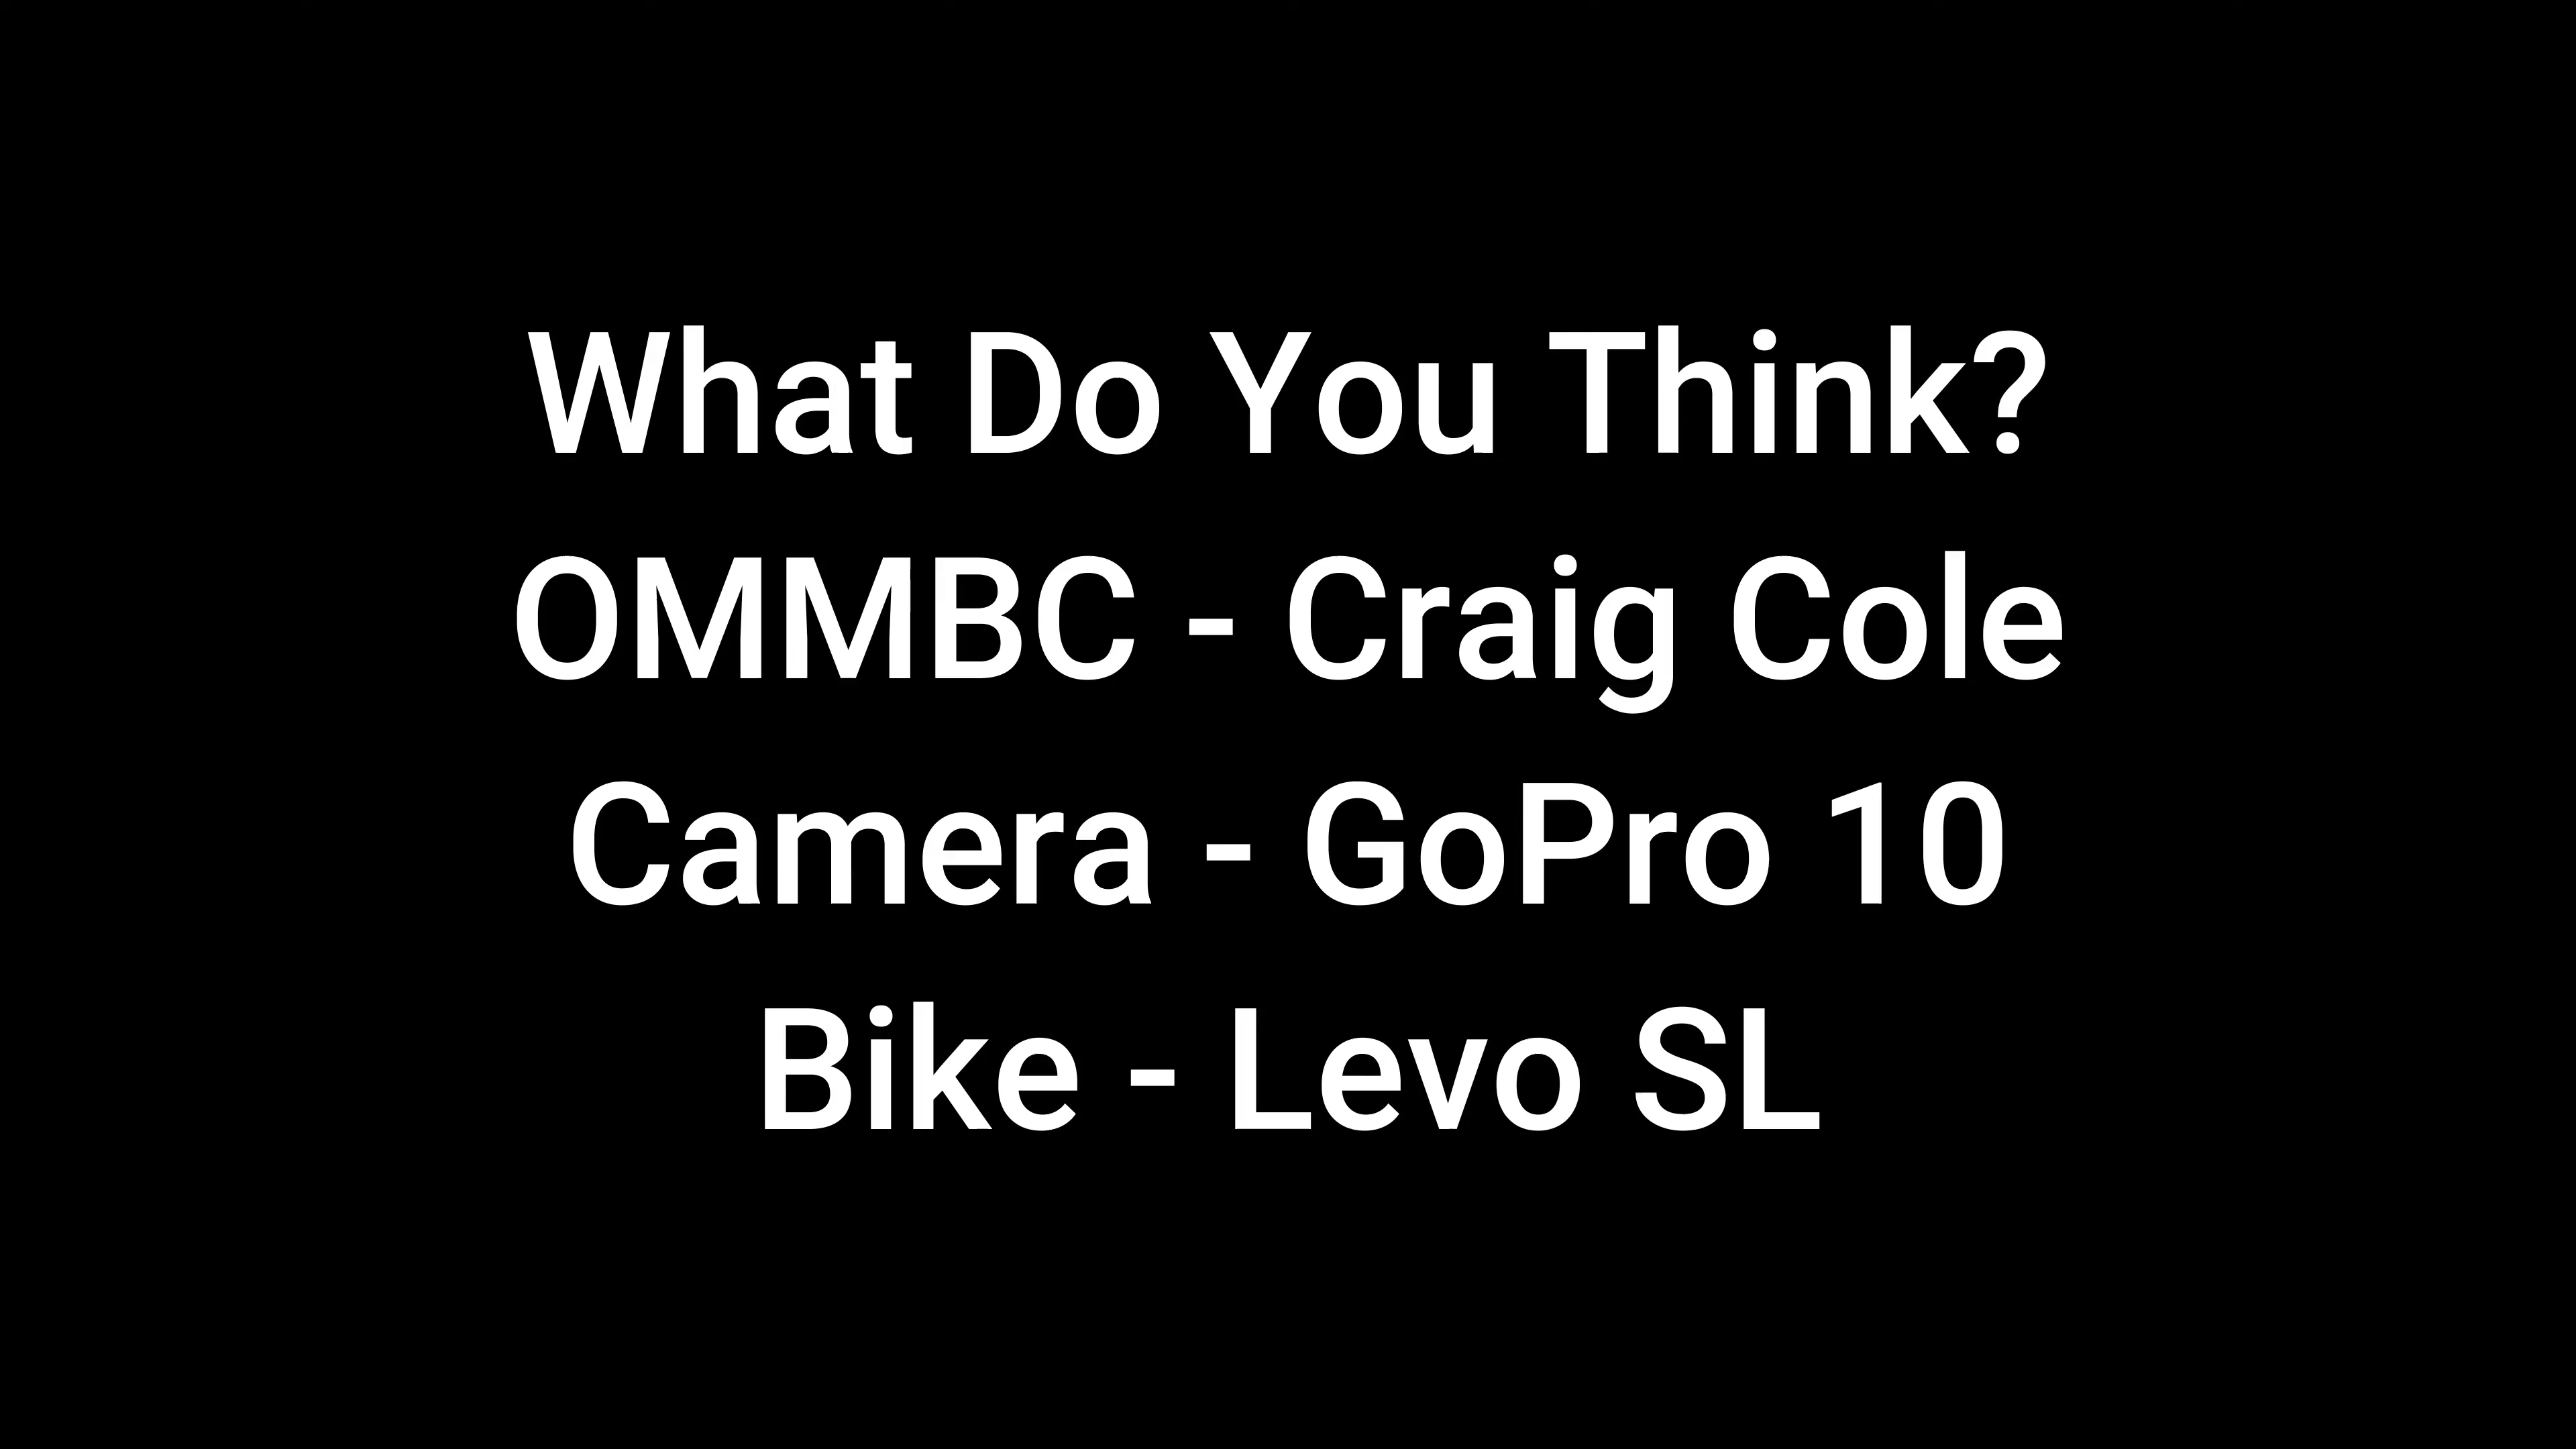 What Do You Think?
OMMBC - Craig Cole
Camera - GoPro 10
Bike - Levo SL